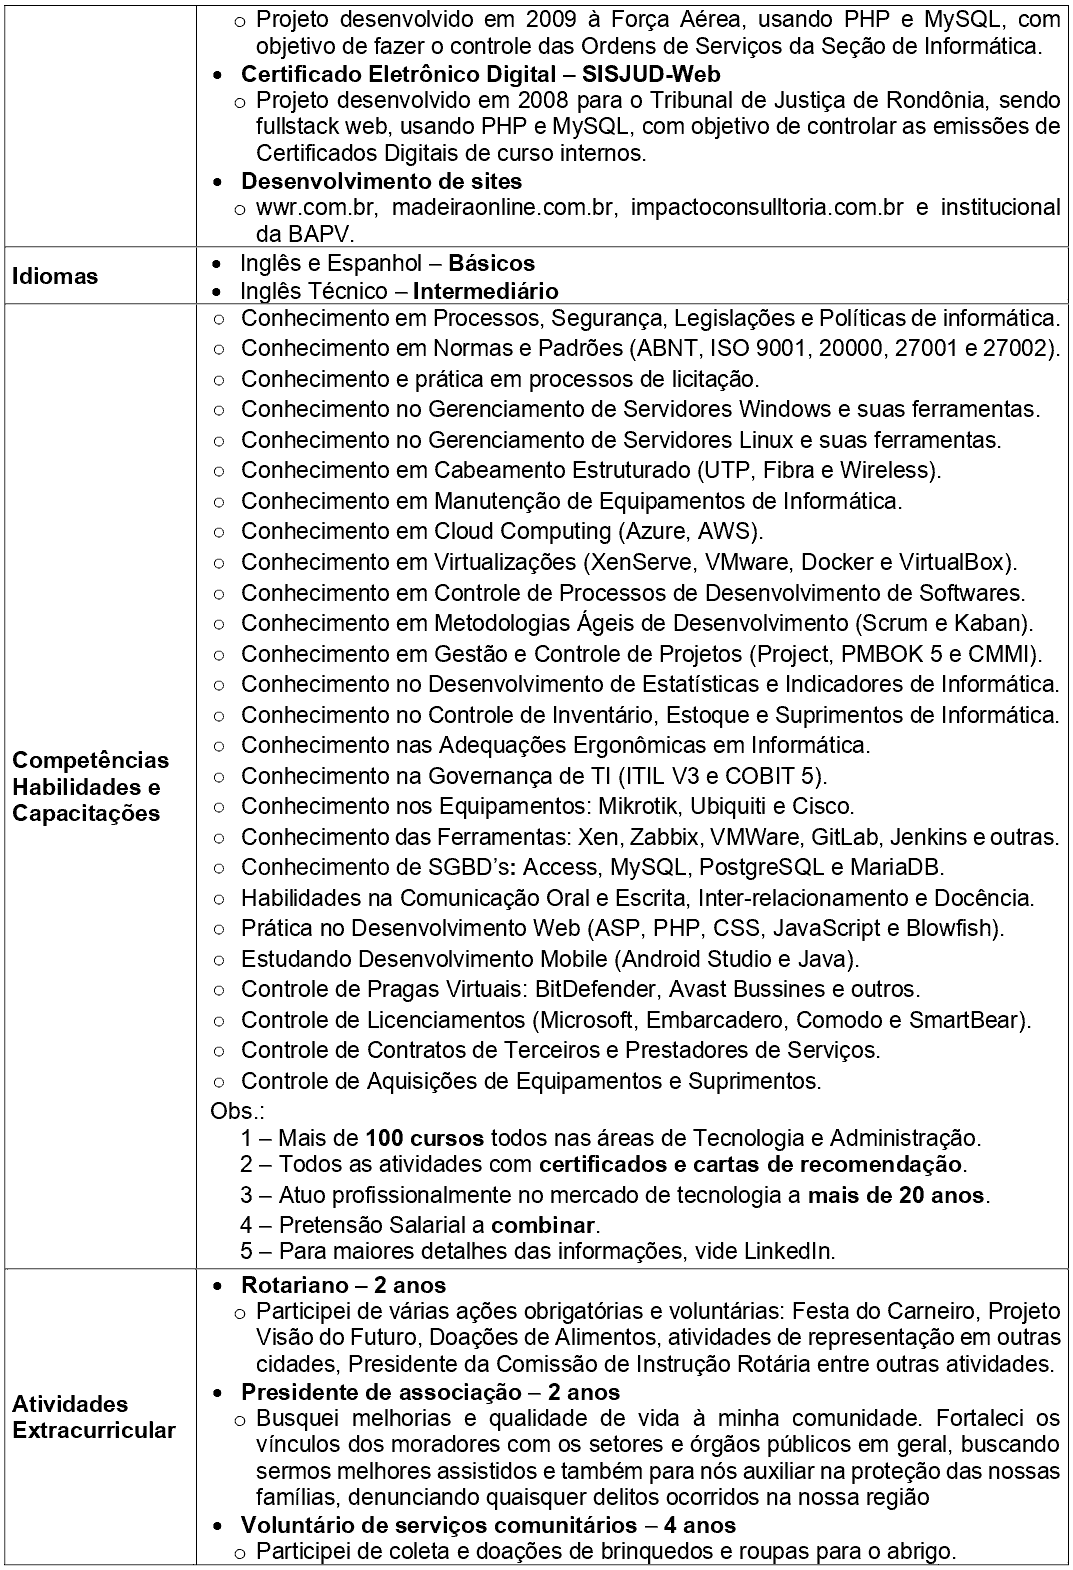 ○ Projeto desenvolvido em 2009 à Força Aérea, usando PHP e MySQL, com
objetivo de fazer o controle das Ordens de Serviços da Seção de Informática.
• Certificado Eletrônico Digital – SISJUD-Web
○ Projeto desenvolvido em 2008 para o Tribunal de Justiça de Rondônia, sendo
fullstack web, usando PHP e MySQL, com objetivo de controlar as emissões de
Certificados Digitais de curso internos.
• Desenvolvimento de sites
○ wwr.com.br, madeiraonline.com.br, impactoconsulltoria.com.br e institucional
da BAPV.
Idiomas
• Inglês e Espanhol – Básicos
• Inglês Técnico – Intermediário
Competências
Habilidades e
Capacitações
○ Conhecimento em Processos, Segurança, Legislações e Políticas de informática.
○ Conhecimento em Normas e Padrões (ABNT, ISO 9001, 20000, 27001 e 27002).
○ Conhecimento e prática em processos de licitação.
○ Conhecimento no Gerenciamento de Servidores Windows e suas ferramentas.
○ Conhecimento no Gerenciamento de Servidores Linux e suas ferramentas.
○ Conhecimento em Cabeamento Estruturado (UTP, Fibra e Wireless).
○ Conhecimento em Manutenção de Equipamentos de Informática.
○ Conhecimento em Cloud Computing (Azure, AWS).
○ Conhecimento em Virtualizações (XenServe, VMware, Docker e VirtualBox).
○ Conhecimento em Controle de Processos de Desenvolvimento de Softwares.
○ Conhecimento em Metodologias Ágeis de Desenvolvimento (Scrum e Kaban).
○ Conhecimento em Gestão e Controle de Projetos (Project, PMBOK 5 e CMMI).
○ Conhecimento no Desenvolvimento de Estatísticas e Indicadores de Informática.
○ Conhecimento no Controle de Inventário, Estoque e Suprimentos de Informática.
○ Conhecimento nas Adequações Ergonômicas em Informática.
○ Conhecimento na Governança de TI (ITIL V3 e COBIT 5).
○ Conhecimento nos Equipamentos: Mikrotik, Ubiquiti e Cisco.
○ Conhecimento das Ferramentas: Xen, Zabbix, VMWare, GitLab, Jenkins e outras.
○ Conhecimento de SGBD’s: Access, MySQL, PostgreSQL e MariaDB.
○ Habilidades na Comunicação Oral e Escrita, Inter-relacionamento e Docência.
○ Prática no Desenvolvimento Web (ASP, PHP, CSS, JavaScript e Blowfish).
○ Estudando Desenvolvimento Mobile (Android Studio e Java).
○ Controle de Pragas Virtuais: BitDefender, Avast Bussines e outros.
○ Controle de Licenciamentos (Microsoft, Embarcadero, Comodo e SmartBear).
○ Controle de Contratos de Terceiros e Prestadores de Serviços.
○ Controle de Aquisições de Equipamentos e Suprimentos.
Obs.:
1 – Mais de 100 cursos todos nas áreas de Tecnologia e Administração.
2 – Todos as atividades com certificados e cartas de recomendação.
3 – Atuo profissionalmente no mercado de tecnologia a mais de 20 anos.
4 – Pretensão Salarial a combinar.
5 – Para maiores detalhes das informações, vide LinkedIn.
Atividades
Extracurricular
• Rotariano – 2 anos
○ Participei de várias ações obrigatórias e voluntárias: Festa do Carneiro, Projeto
Visão do Futuro, Doações de Alimentos, atividades de representação em outras
cidades, Presidente da Comissão de Instrução Rotária entre outras atividades.
• Presidente de associação – 2 anos
○ Busquei melhorias e qualidade de vida à minha comunidade. Fortaleci os
vínculos dos moradores com os setores e órgãos públicos em geral, buscando
sermos melhores assistidos e também para nós auxiliar na proteção das nossas
famílias, denunciando quaisquer delitos ocorridos na nossa região
• Voluntário de serviços comunitários – 4 anos
○ Participei de coleta e doações de brinquedos e roupas para o abrigo.